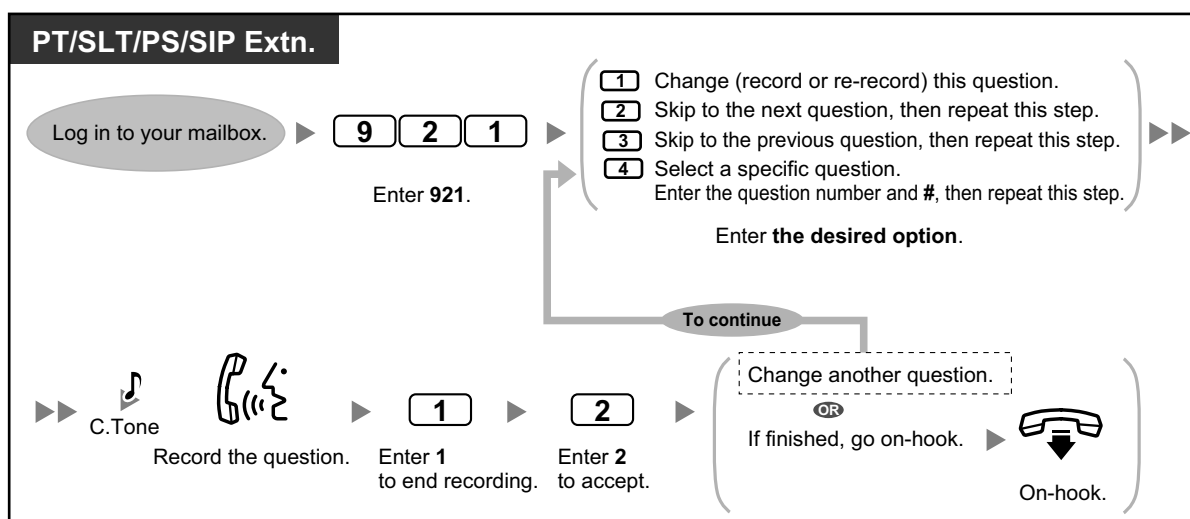 PT/SLT/PS/SIP Extn.
Log in to your mailbox.
9 2 1
Enter 921.
1 Change (record or re-record) this question.
2 Skip to the next question, then repeat this step.
3 Skip to the previous question, then repeat this step.
4 Select a specific question.
Enter the question number and #, then repeat this step.
Enter the desired option.
To continue
C.Tone
Record the question.
1
Enter 1
to end recording.
2
Enter 2
to accept.
Change another question.
OR
If finished, go on-hook.
On-hook.